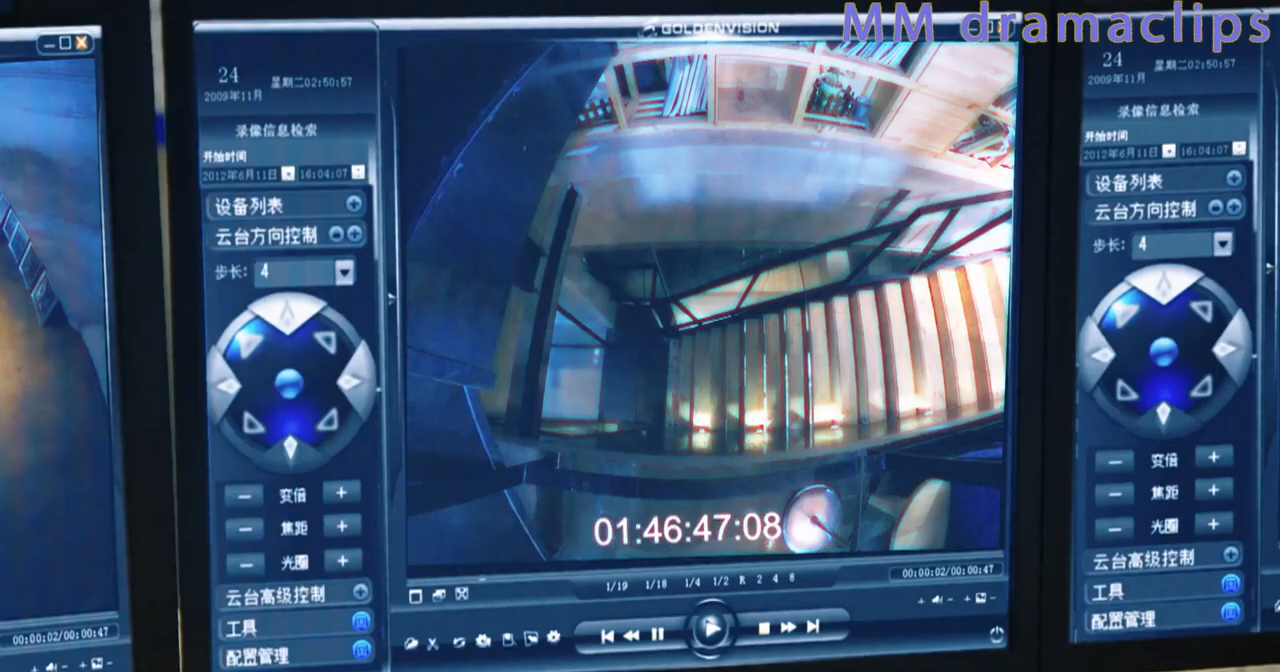 MM dramaclips
GOLDENVISION
24
星期二02:50:57
2009年11月
录像信息检索
开始时间
2012年6月11日 16:04:07
设备列表
云台方向控制
步长: 4
变倍
焦距
光圈
云台高级控制
工具
配置管理
01:46:47:08
1/19 1/18 1/4 1/2 R 2 4 8
00:00:02/00:00:47
24
星期二02:50:57
2009年11月
录像信息检索
开始时间
2012年6月11日 16:04:07
设备列表
云台方向控制
步长: 4
变倍
焦距
光圈
云台高级控制
工具
配置管理
00:00:02/00:00:47